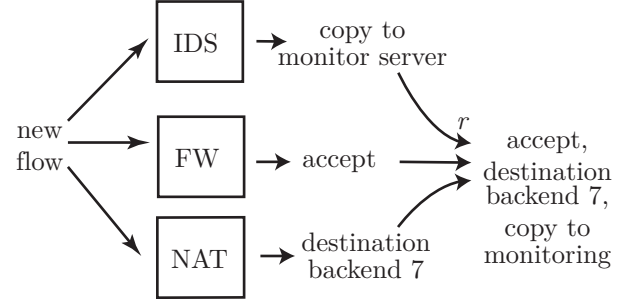 IDS
copy to
monitor server
new
flow
FW
accept
r
accept,
destination
backend 7,
copy to
monitoring
NAT
destination
backend 7